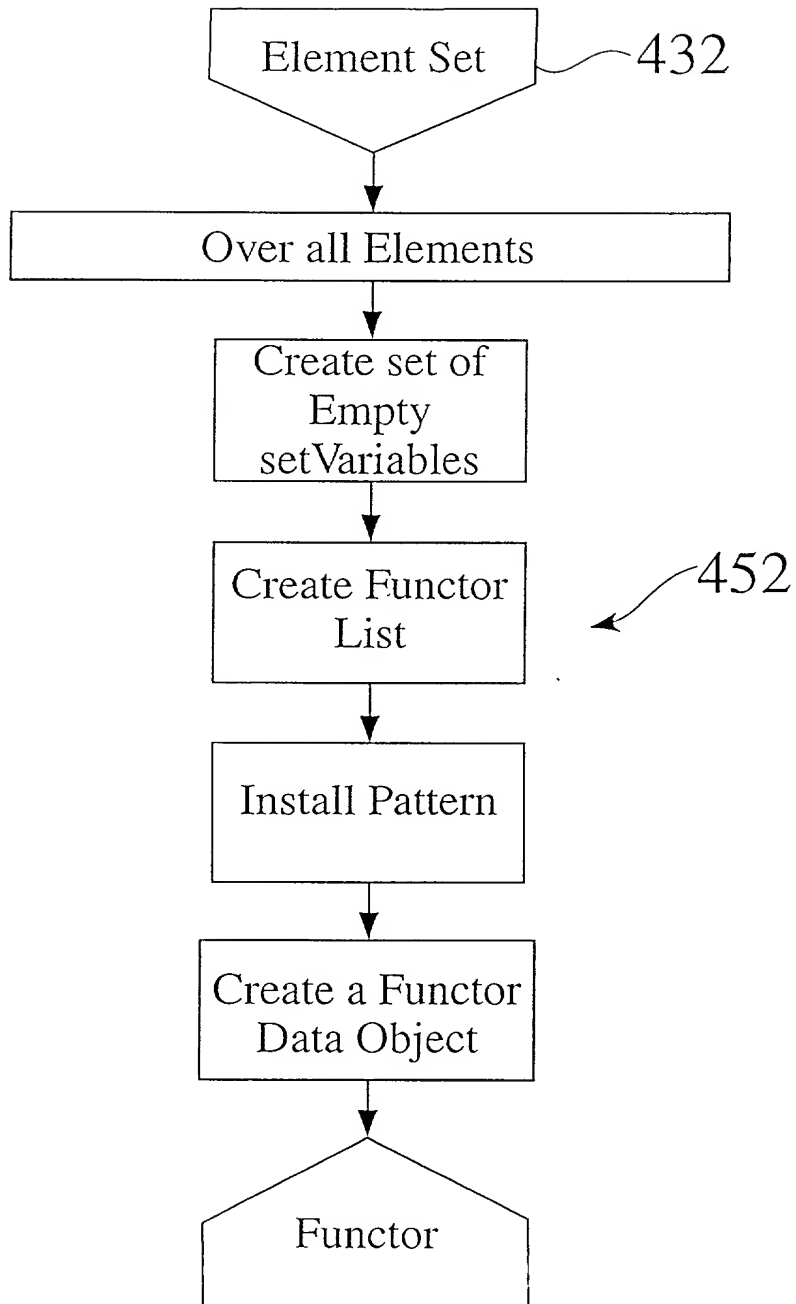 Element Set
432
Over all Elements
Create set of
Empty
setVariables
Create Functor
List
452
Install Pattern
Create a Functor
Data Object
Functor